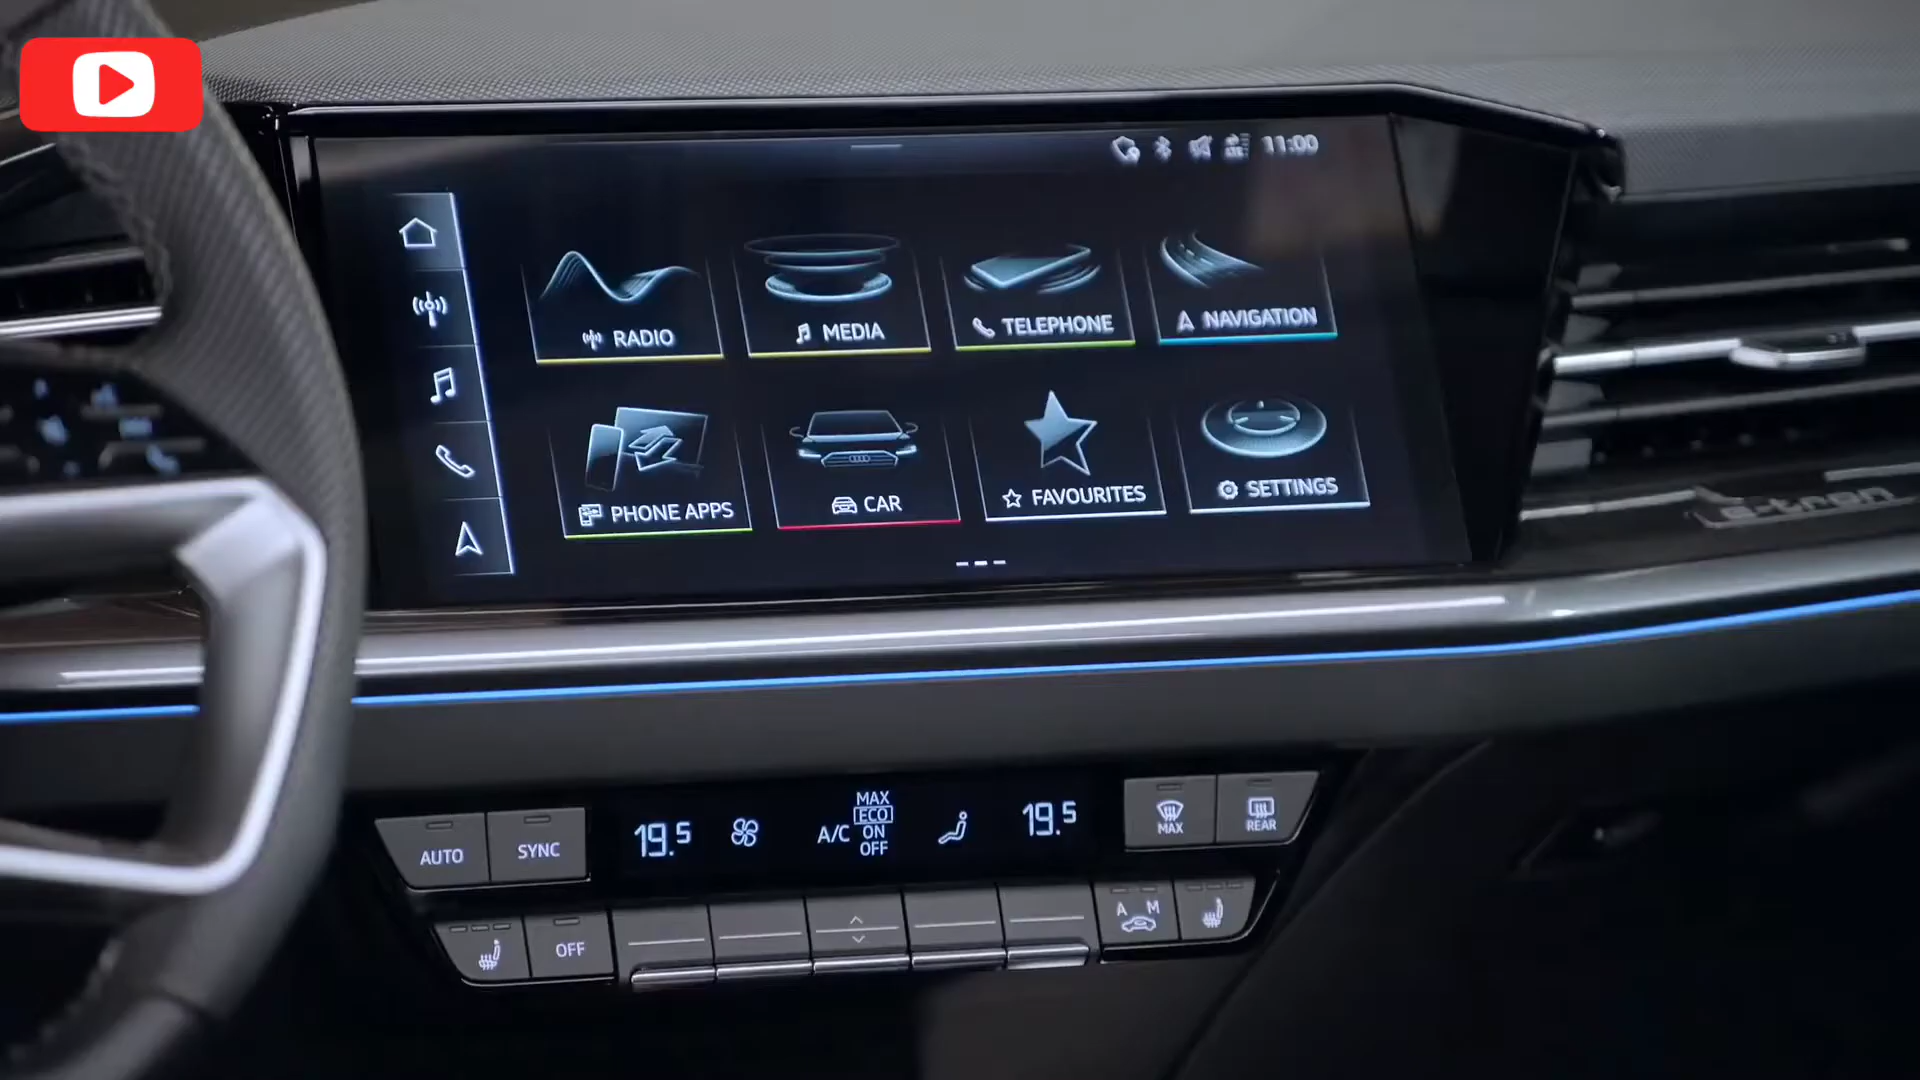 11:00
RADIO
MEDIA
TELEPHONE
NAVIGATION
PHONE APPS
CAR
FAVOURITES
SETTINGS
e-tron
AUTO
SYNC
19.5
A/C
MAX
ECO
ON
OFF
19.5
MAX
REAR
OFF
A M